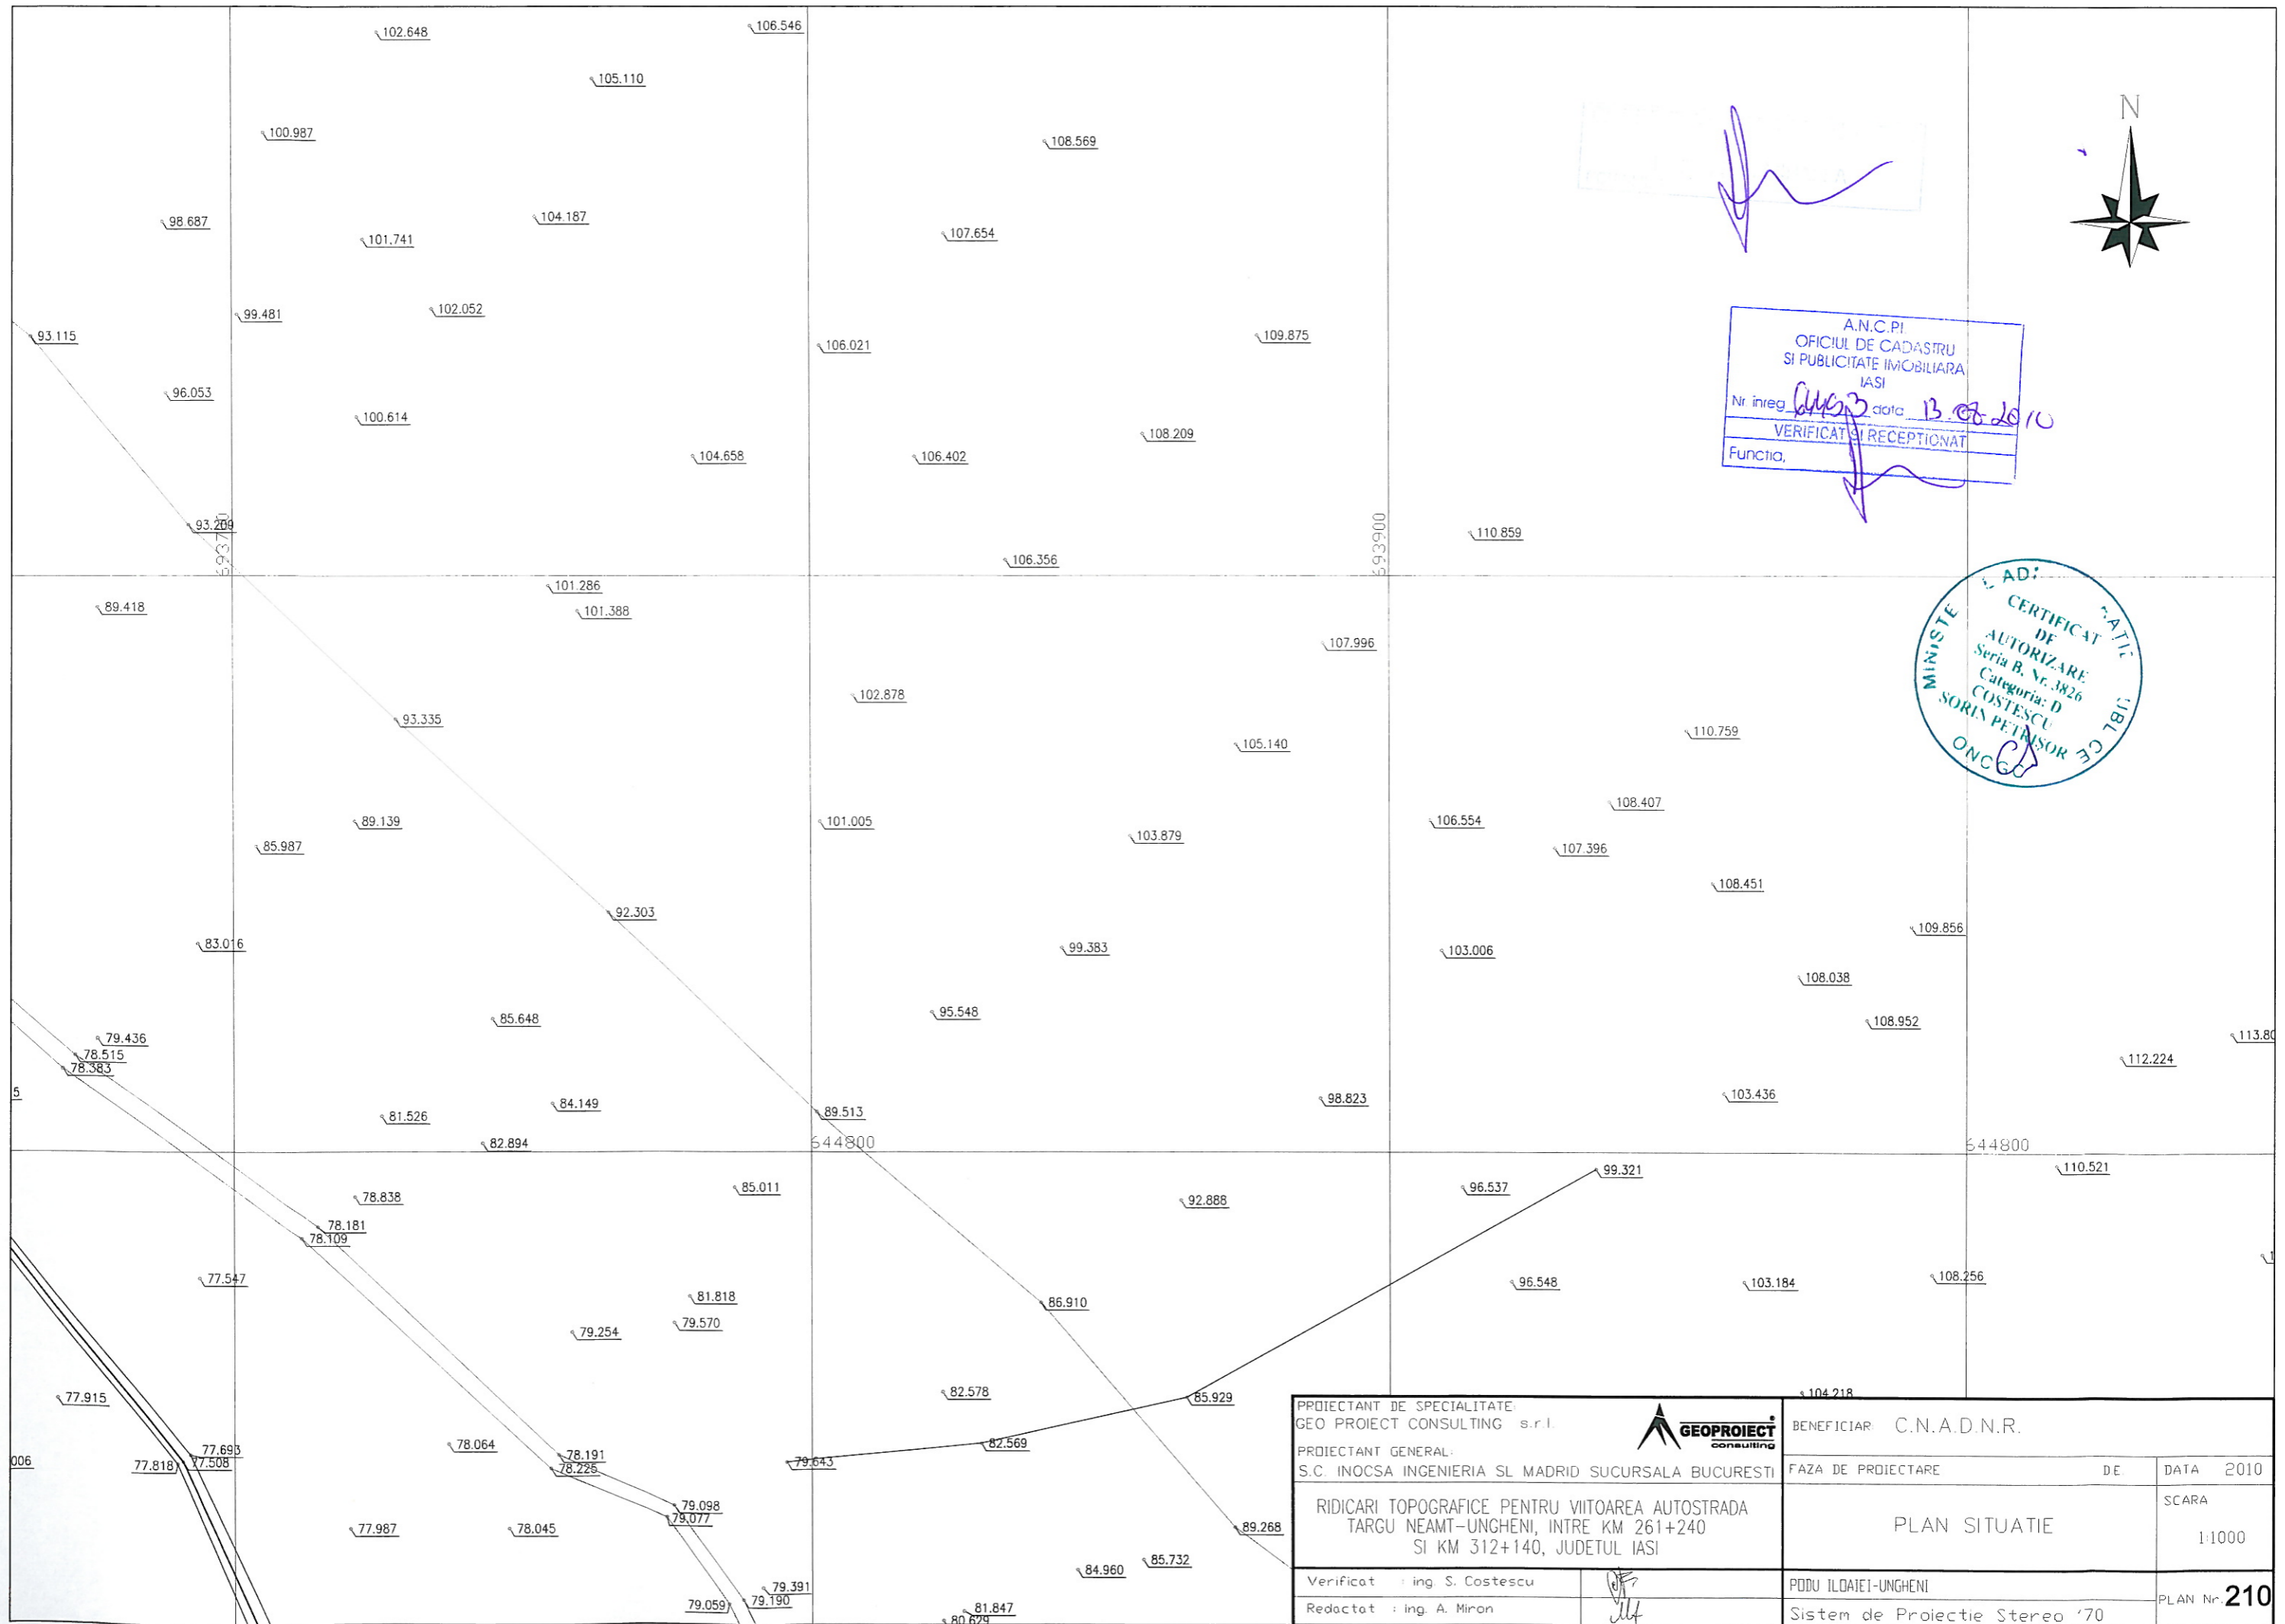 102.648
106.546
105.110
100.987
108.569
N
98.687
104.187
101.741
107.654
99.481
102.052
93.115
106.021
109.875
A.N.C.P.I.
OFICIUL DE CADASTRU
SI PUBLICITATE IMOBILIARA
IASI
Nr. inreg. data 13.08.2010
VERIFICAT SI RECEPTIONAT
Functia,
96.053
100.614
108.209
104.658
106.402
93.209
693900
110.859
106.356
101.286
89.418
101.388
107.996
CERTIFICAT
DE
AUTORIZARE
Seria B, Nr. 3826
Categoria: D
COSTESCU
SORIN PETRISOR
ONCGC
102.878
93.335
110.759
105.140
108.407
89.139
101.005
106.554
103.879
85.987
107.396
108.451
92.303
109.856
83.016
99.383
103.006
108.038
95.548
85.648
108.952
79.436
113.80
78.515
112.224
78.383
5
103.436
98.823
84.149
89.513
81.526
82.894
644800
644800
110.521
99.321
85.011
96.537
78.838
92.888
78.181
78.109
77.547
108.256
96.548
103.184
81.818
86.910
79.570
79.254
82.578
104.218
77.915
85.929
78.064
82.569
77.693
78.191
006
77.818
77.508
79.643
78.225
79.098
79.077
77.987
78.045
89.268
85.732
84.960
79.391
79.190
79.059
81.847
80.629
PROIECTANT DE SPECIALITATE:
GEO PROIECT CONSULTING s.r.l.
GEOPROIECT
consulting
PROIECTANT GENERAL:
S.C. INOCSA INGENIERIA SL MADRID SUCURSALA BUCURESTI
BENEFICIAR: C.N.A.D.N.R.
FAZA DE PROIECTARE D.E.
DATA 2010
RIDICARI TOPOGRAFICE PENTRU VIITOAREA AUTOSTRADA
TARGU NEAMT-UNGHENI, INTRE KM 261+240
SI KM 312+140, JUDETUL IASI
PLAN SITUATIE
SCARA
1:1000
Verificat : ing. S. Costescu
Redactat : ing. A. Miron
PODU ILOAIEI-UNGHENI
Sistem de Proiectie Stereo '70
PLAN Nr. 210